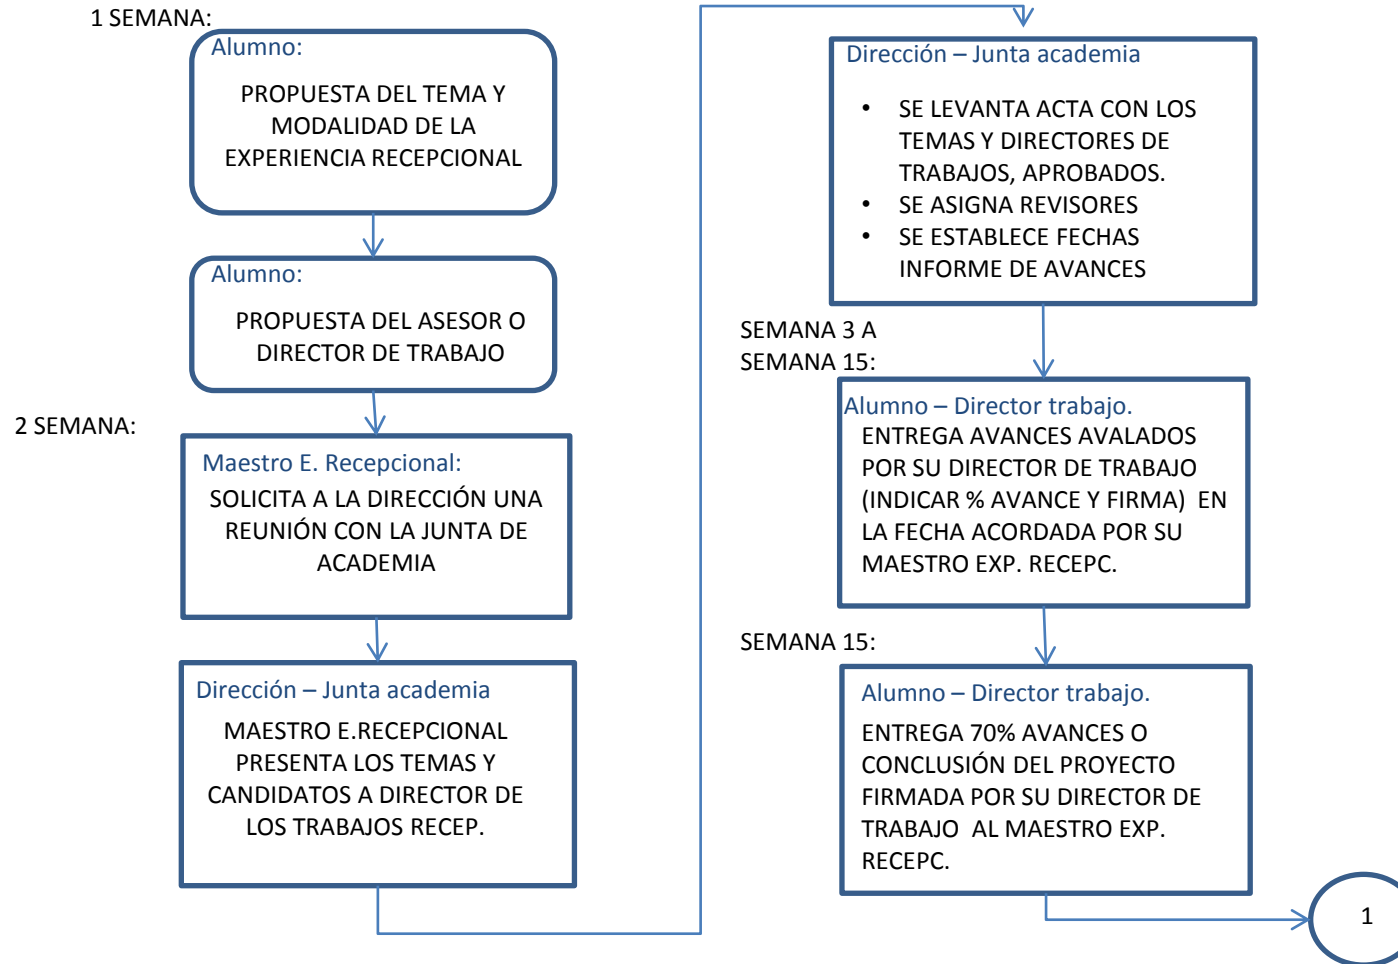 1 SEMANA:
Alumno:
PROPUESTA DEL TEMA Y
MODALIDAD DE LA
EXPERIENCIA RECEPCIONAL
Alumno:
PROPUESTA DEL ASESOR O
DIRECTOR DE TRABAJO
2 SEMANA:
Maestro E. Recepcional:
SOLICITA A LA DIRECCIÓN UNA
REUNIÓN CON LA JUNTA DE
ACADEMIA
Dirección – Junta academia
MAESTRO E.RECEPCIONAL
PRESENTA LOS TEMAS Y
CANDIDATOS A DIRECTOR DE
LOS TRABAJOS RECEP.
Dirección – Junta academia
• SE LEVANTA ACTA CON LOS
TEMAS Y DIRECTORES DE
TRABAJOS, APROBADOS.
• SE ASIGNA REVISORES
• SE ESTABLECE FECHAS
INFORME DE AVANCES
SEMANA 3 A
SEMANA 15:
Alumno – Director trabajo.
ENTREGA AVANCES AVALADOS
POR SU DIRECTOR DE TRABAJO
(INDICAR % AVANCE Y FIRMA) EN
LA FECHA ACORDADA POR SU
MAESTRO EXP. RECEPC.
SEMANA 15:
Alumno – Director trabajo.
ENTREGA 70% AVANCES O
CONCLUSIÓN DEL PROYECTO
FIRMADA POR SU DIRECTOR DE
TRABAJO AL MAESTRO EXP.
RECEPC.
1